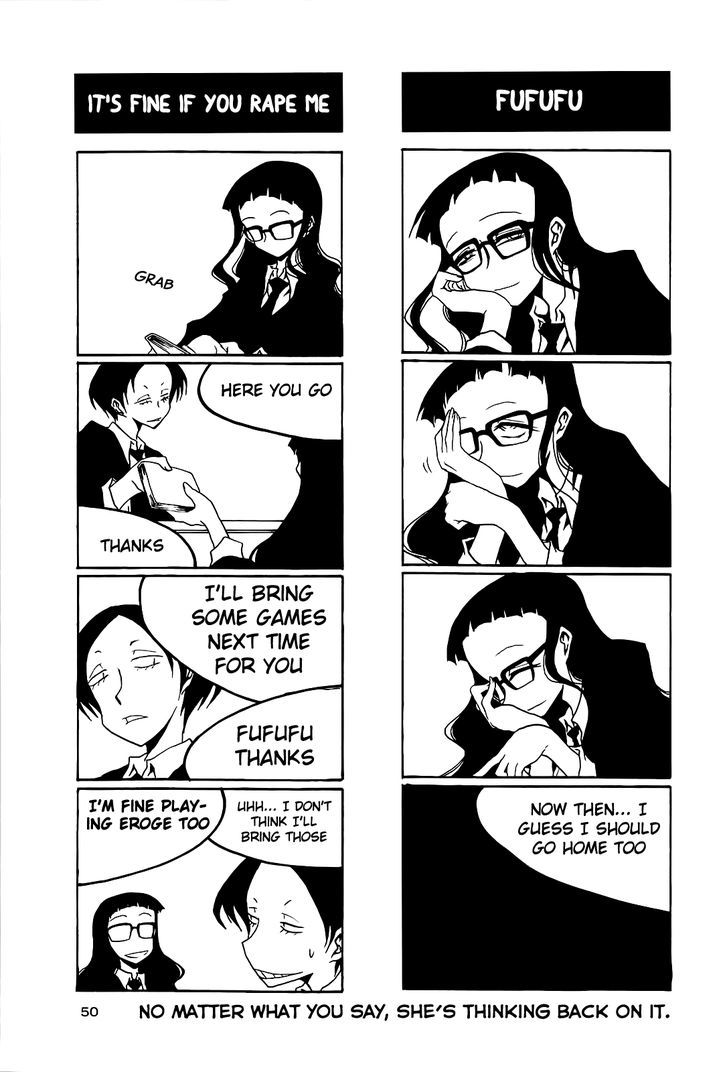 IT'S FINE IF YOU RAPE ME
GRAB
HERE YOU GO
THANKS
I'LL BRING
SOME GAMES
NEXT TIME
FOR YOU
FUFUFU
THANKS
I'M FINE PLAY-
ING EROGE TOO
UHH... I DON'T
THINK I'LL
BRING THOSE
FUFUFU
NOW THEN... I
GUESS I SHOULD
GO HOME TOO
50
NO MATTER WHAT YOU SAY, SHE'S THINKING BACK ON IT.